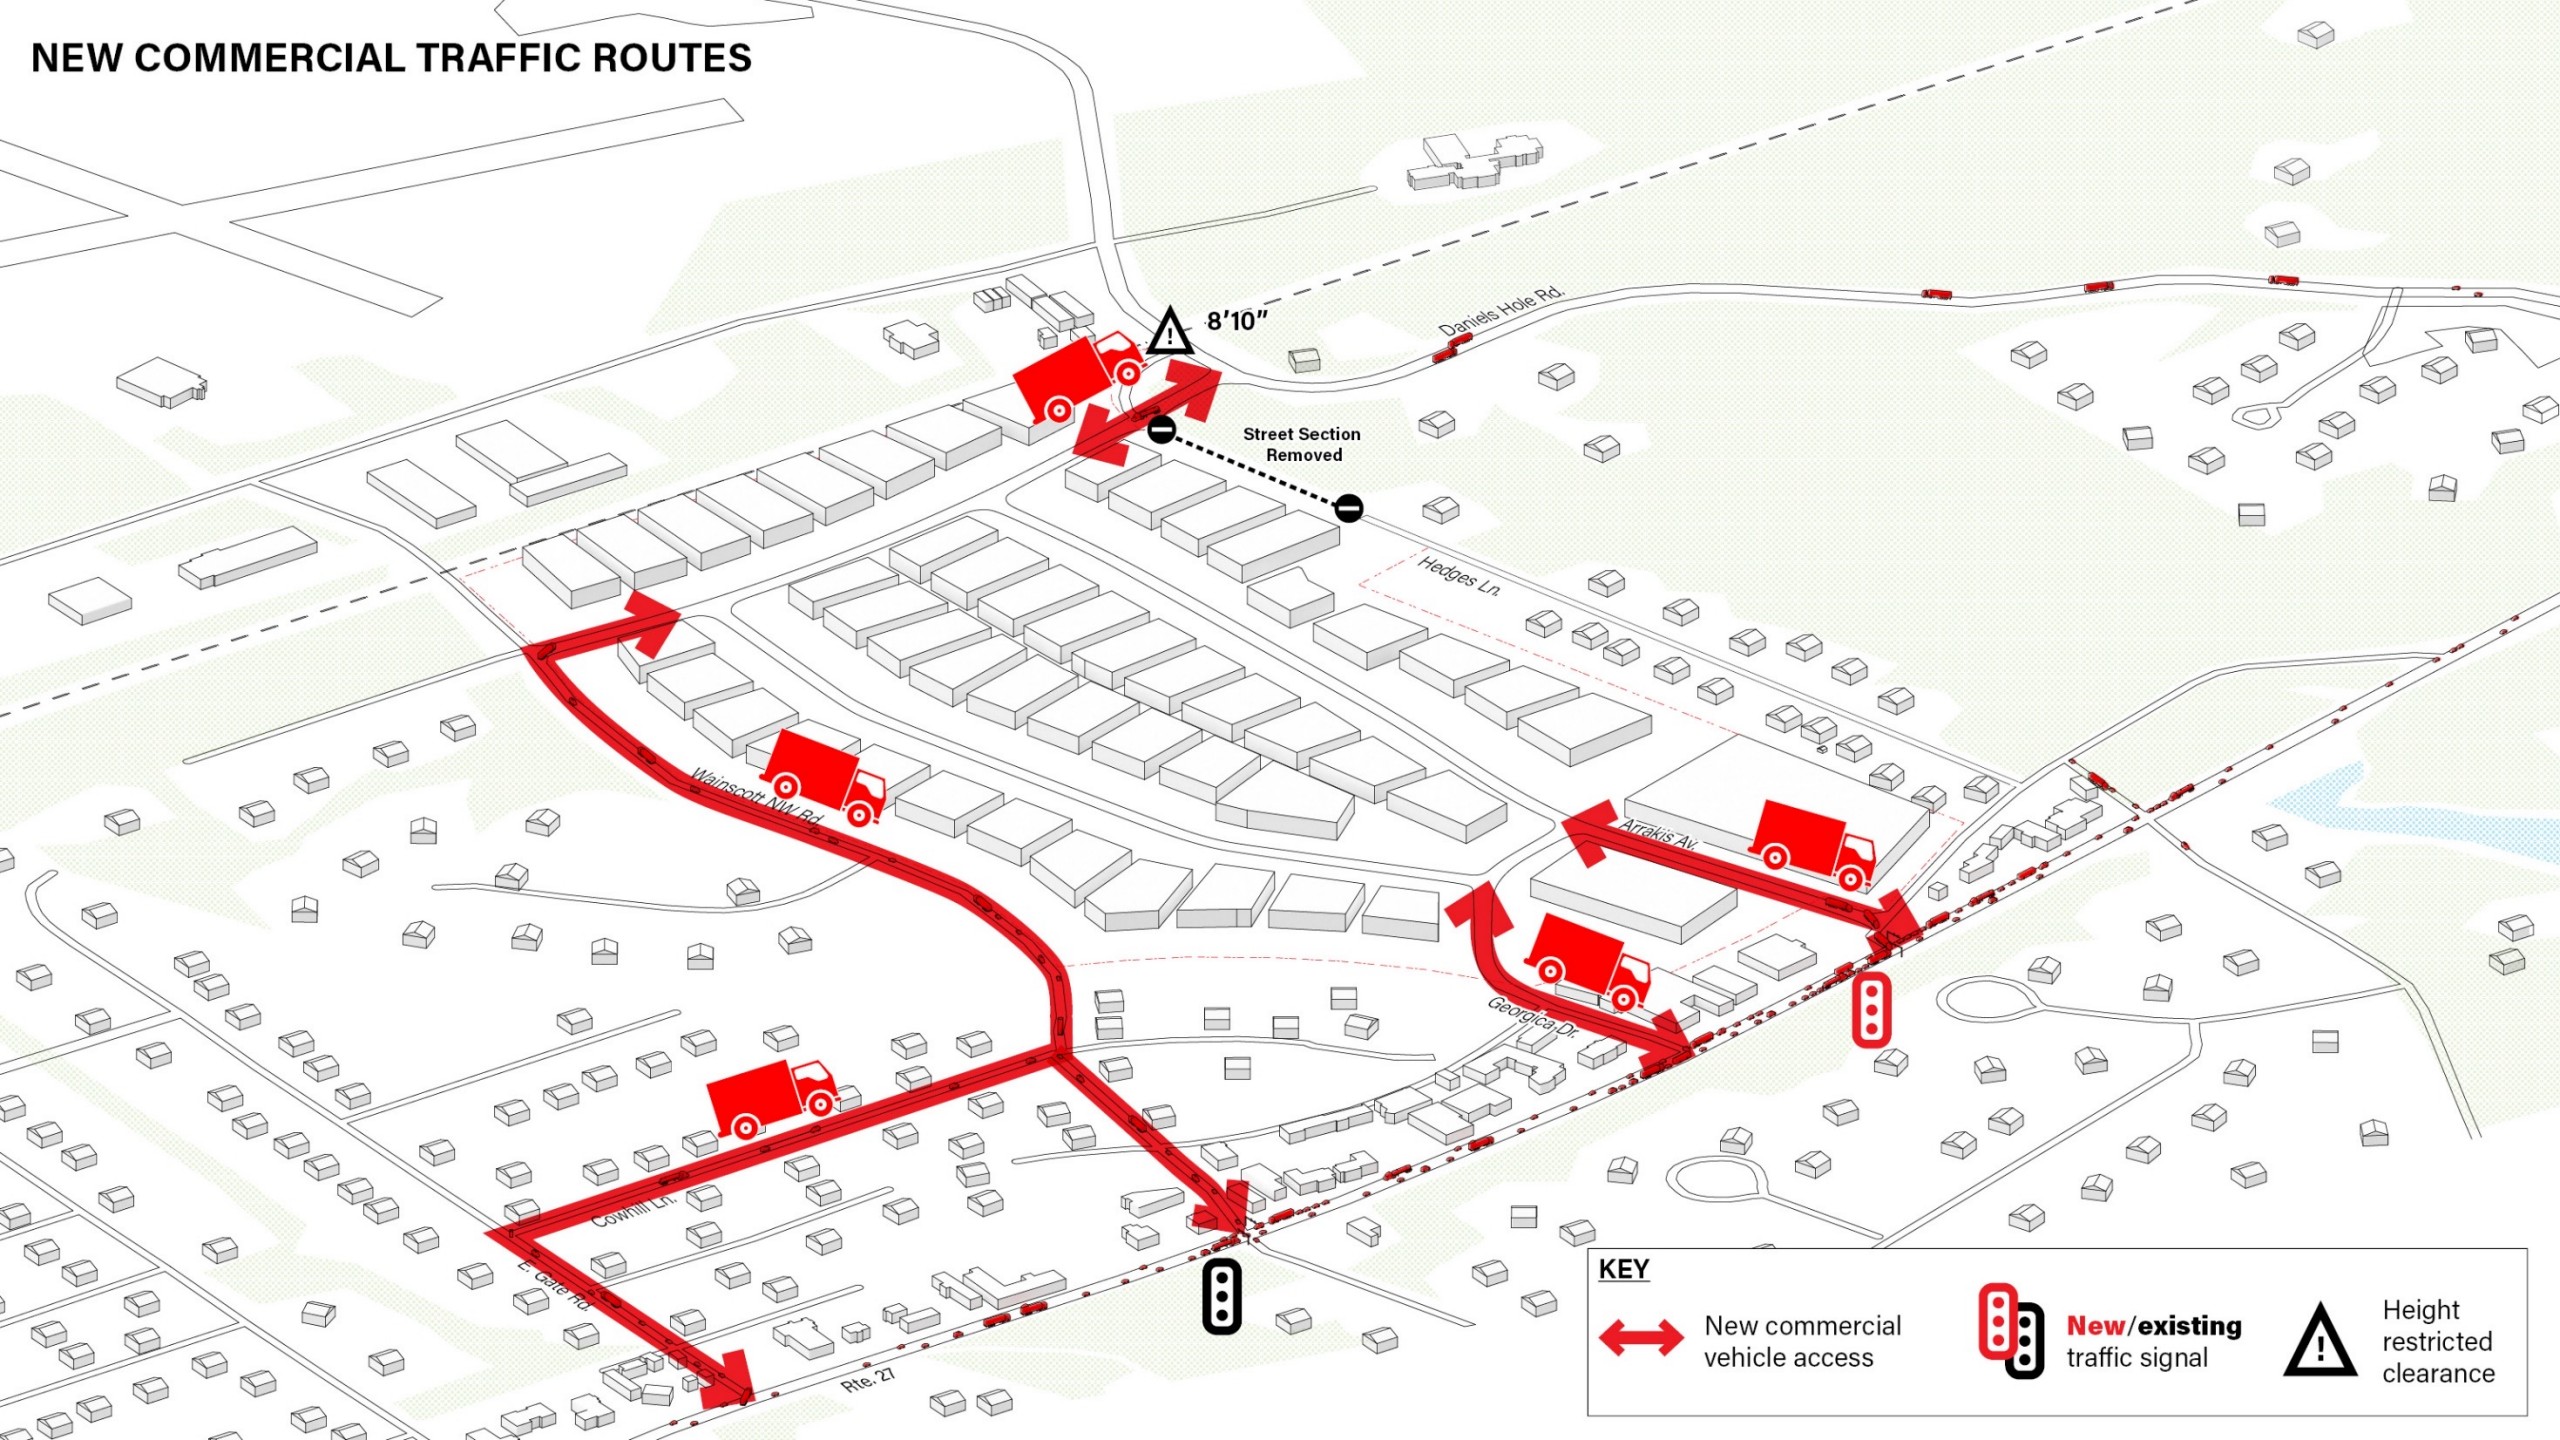 NEW COMMERCIAL TRAFFIC ROUTES
Daniels Hole Rd.
8'10"
Street Section
Removed
Hedges Ln.
Wainscott NW Rd.
Arrakis Av.
Georgica Dr.
Cowhill Ln.
E. Gate Rd.
Rte. 27
KEY
New commercial
vehicle access
New/existing
traffic signal
Height
restricted
clearance